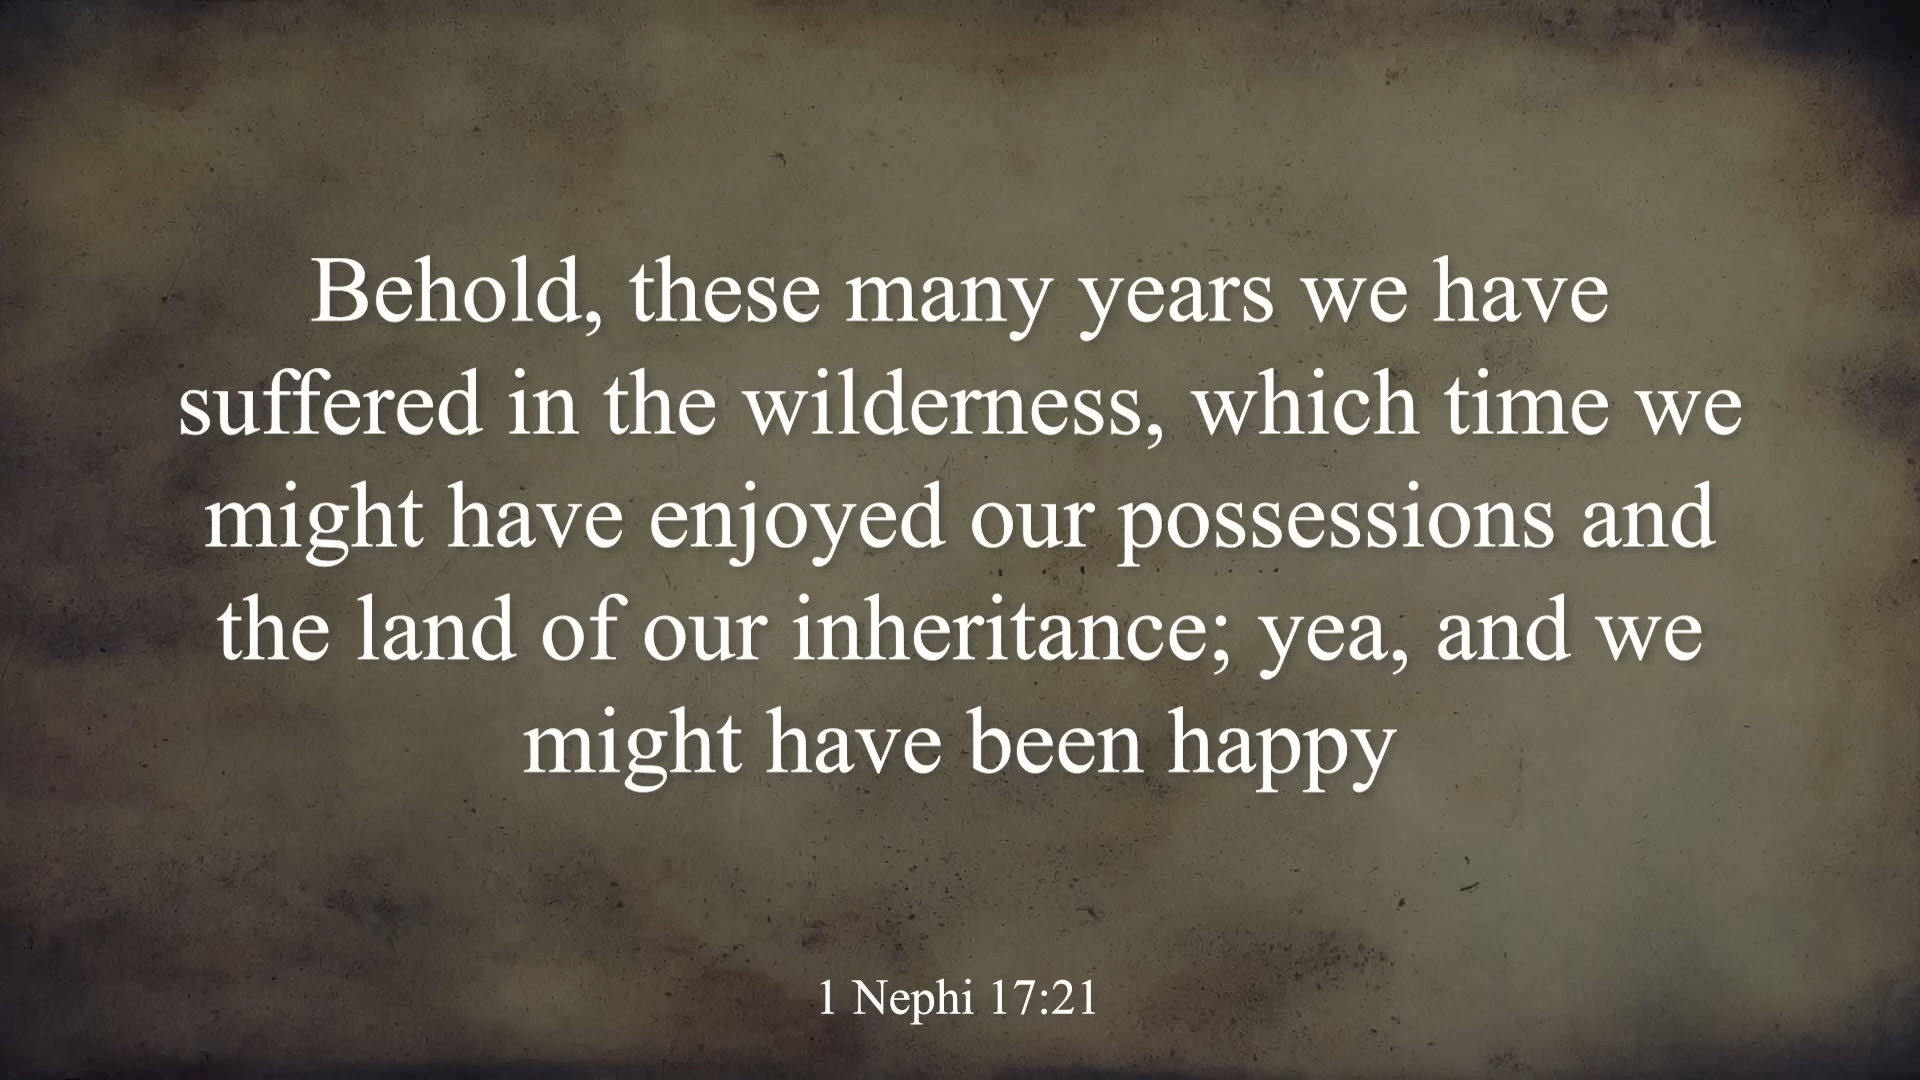 Behold, these many years we have
suffered in the wilderness, which time we
might have enjoyed our possessions and
the land of our inheritance; yea, and we
might have been happy
1 Nephi 17:21